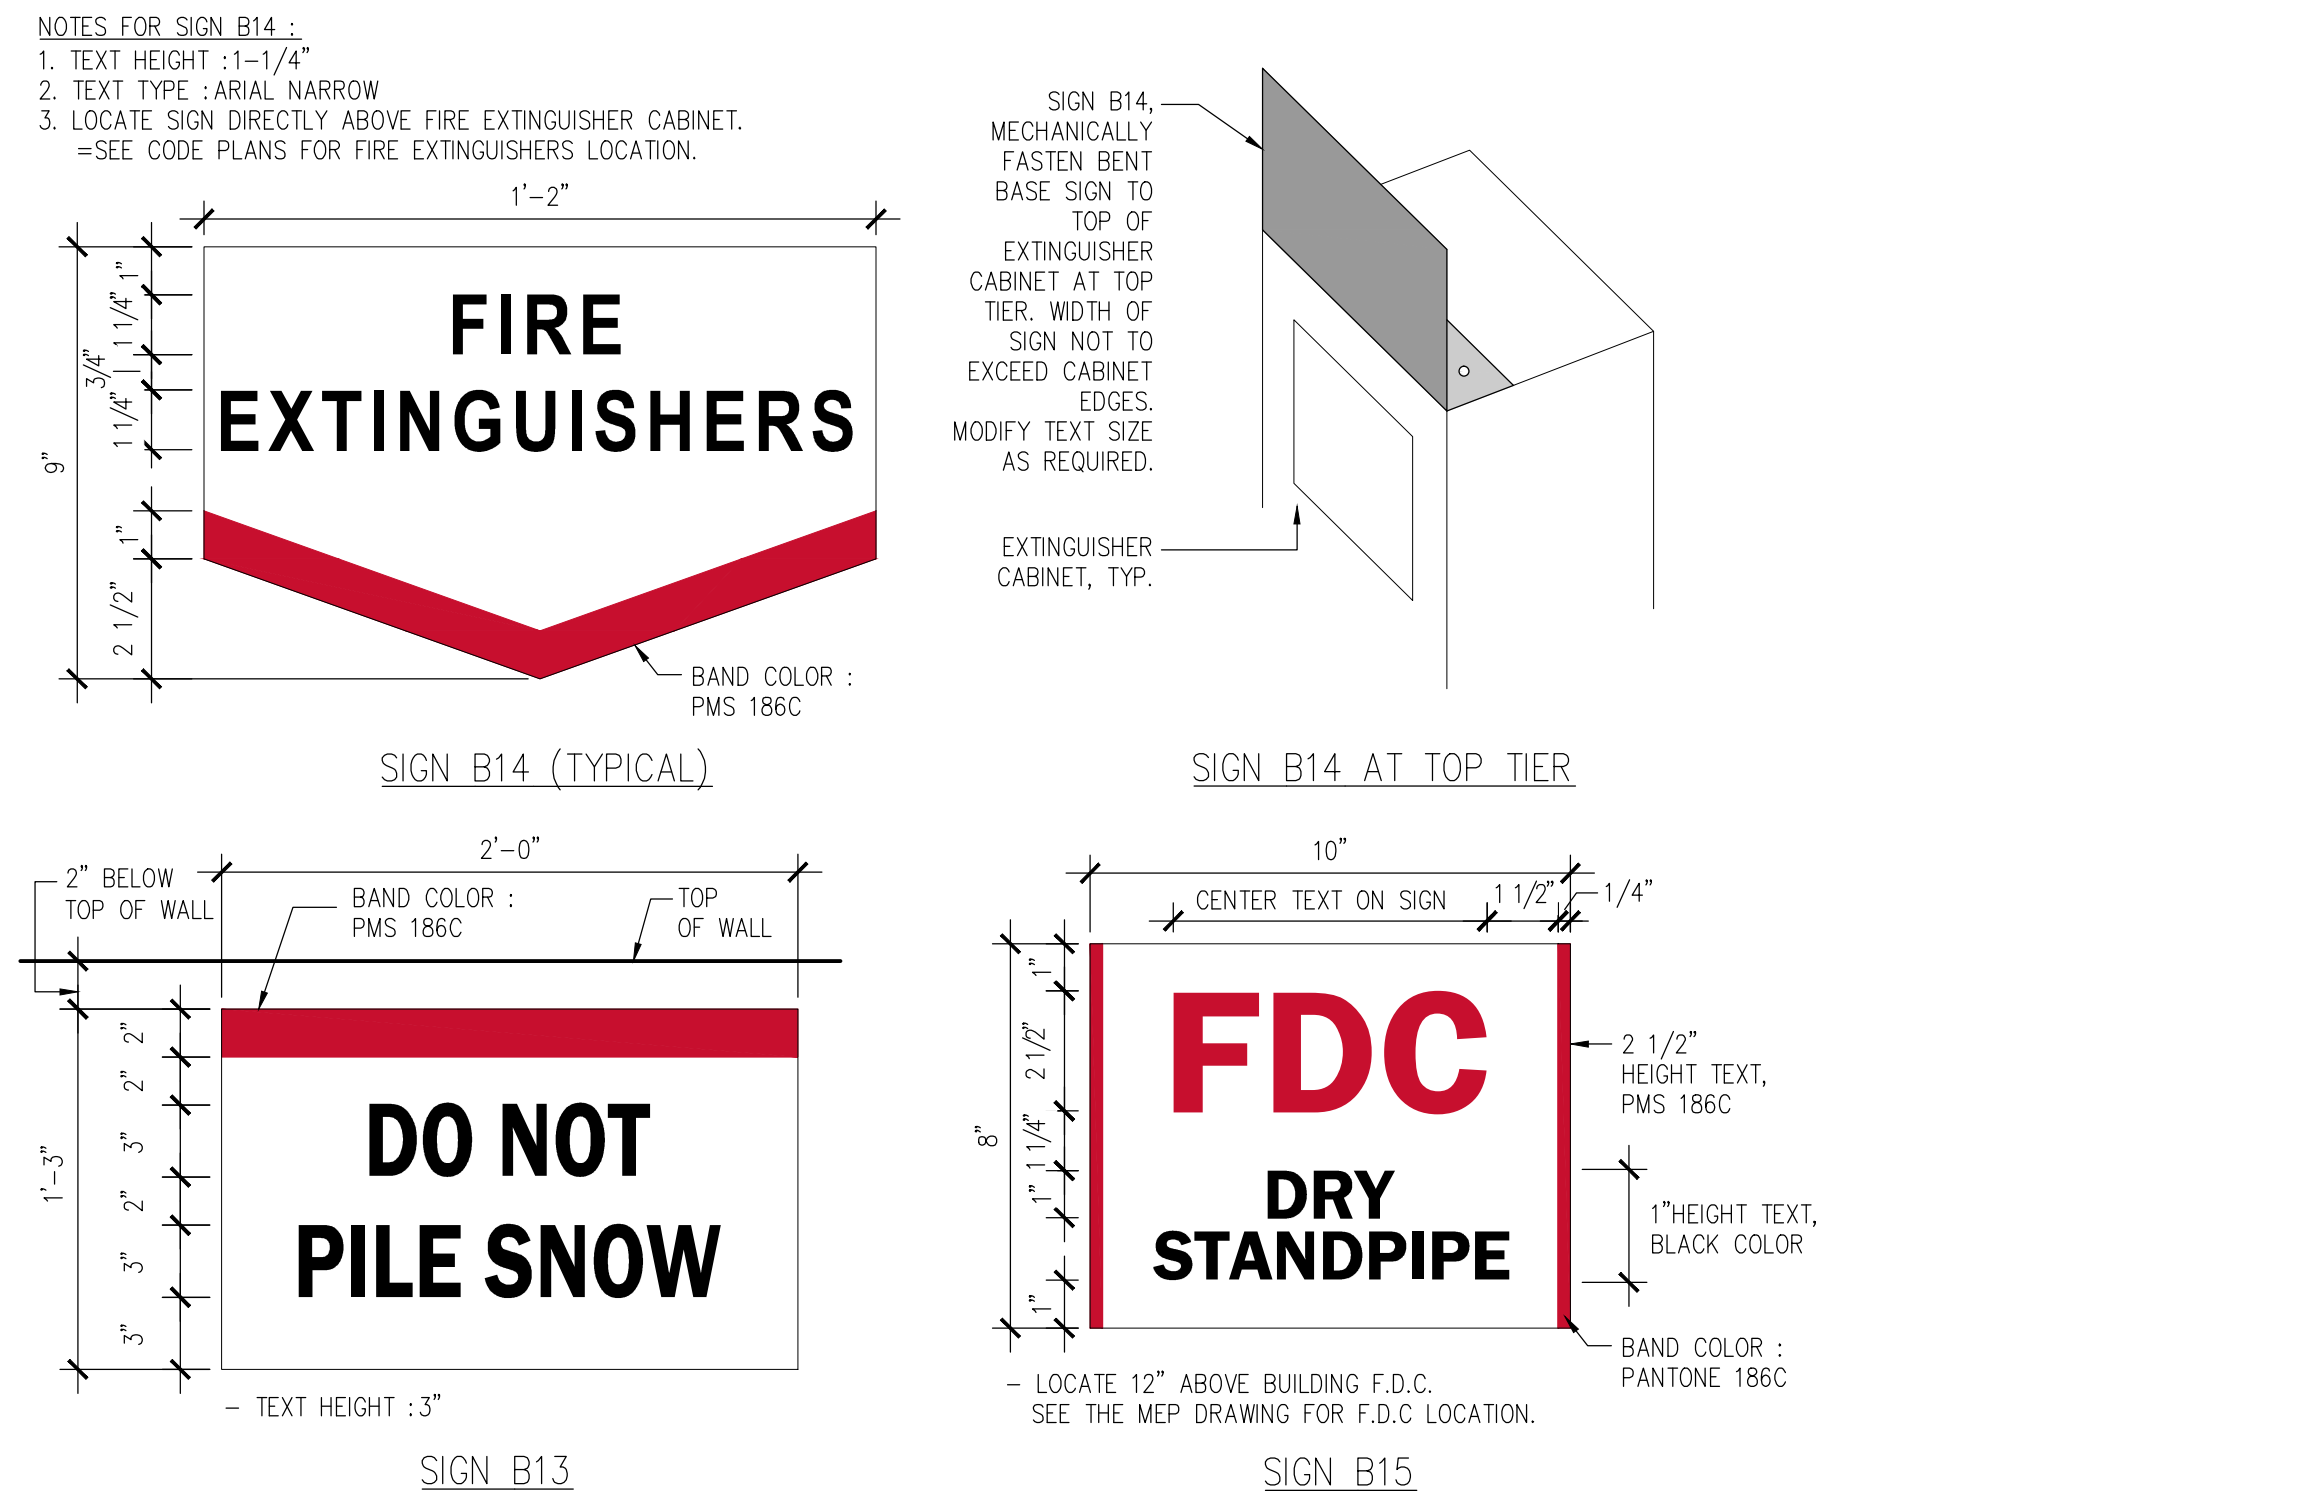 NOTES FOR SIGN B14 :
1. TEXT HEIGHT :1-1/4"
2. TEXT TYPE :ARIAL NARROW
3. LOCATE SIGN DIRECTLY ABOVE FIRE EXTINGUISHER CABINET.
=SEE CODE PLANS FOR FIRE EXTINGUISHERS LOCATION.
1'-2"
9"
1"
1 1/4"
3/4"
1 1/4"
1"
2 1/2"
FIRE
EXTINGUISHERS
BAND COLOR :
PMS 186C
SIGN B14 (TYPICAL)
SIGN B14,
MECHANICALLY
FASTEN BENT
BASE SIGN TO
TOP OF
EXTINGUISHER
CABINET AT TOP
TIER. WIDTH OF
SIGN NOT TO
EXCEED CABINET
EDGES.
MODIFY TEXT SIZE
AS REQUIRED.
EXTINGUISHER
CABINET, TYP.
SIGN B14 AT TOP TIER
2'-0"
2" BELOW
TOP OF WALL
BAND COLOR :
PMS 186C
TOP
OF WALL
1'-3"
2"
2"
3"
2"
3"
3"
DO NOT
PILE SNOW
- TEXT HEIGHT :3"
SIGN B13
10"
CENTER TEXT ON SIGN
1 1/2"
1/4"
8"
1"
2 1/2"
1 1/4"
1"
1"
FDC
DRY
STANDPIPE
2 1/2"
HEIGHT TEXT,
PMS 186C
1"HEIGHT TEXT,
BLACK COLOR
BAND COLOR :
PANTONE 186C
- LOCATE 12" ABOVE BUILDING F.D.C.
SEE THE MEP DRAWING FOR F.D.C LOCATION.
SIGN B15